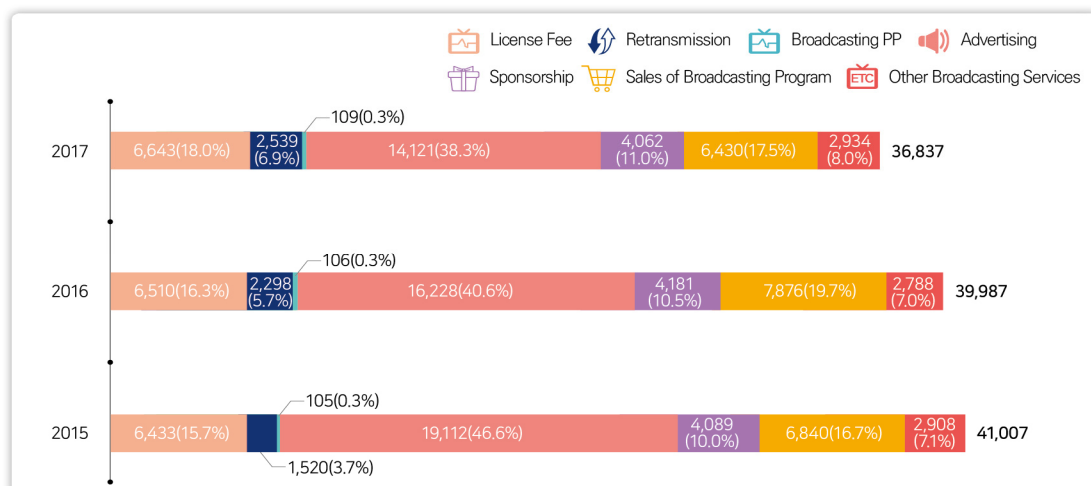 License Fee Retransmission Broadcasting PP Advertising
Sponsorship Sales of Broadcasting Program ETC Other Broadcasting Services
109(0.3%)
2017 6,643(18.0%) 2,539 14,121(38.3%) 4,062 6,430(17.5%) 2,934 36,837
(6.9%) (11.0%) (8.0%)
106(0.3%)
2016 6,510(16.3%) 2,298 16,228(40.6%) 4,181 7,876(19.7%) 2,788 39,987
(5.7%) (10.5%) (7.0%)
105(0.3%)
2015 6,433(15.7%) 19,112(46.6%) 4,089 6,840(16.7%) 2,908 41,007
(10.0%) (7.1%)
1,520(3.7%)